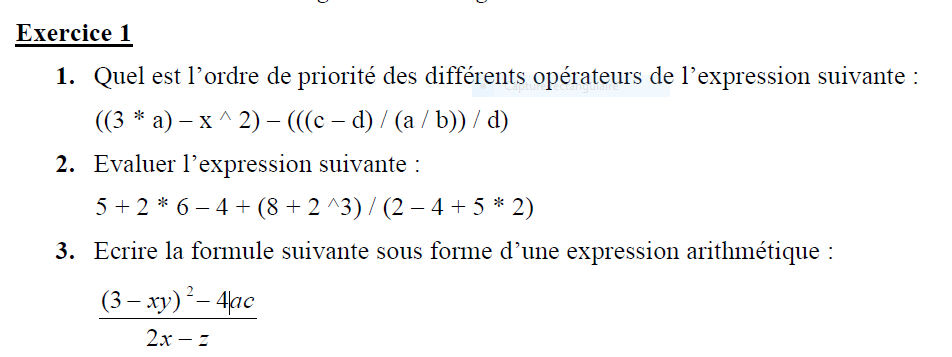 Exercice 1
1. Quel est l'ordre de priorité des différents opérateurs de l'expression suivante :
((3 * a) – x ^ 2) – (((c – d) / (a / b)) / d)
2. Evaluer l'expression suivante :
5 + 2 * 6 – 4 + (8 + 2 ^3) / (2 – 4 + 5 * 2)
3. Ecrire la formule suivante sous forme d'une expression arithmétique :
(3 – xy) ² – 4ac
2x – z